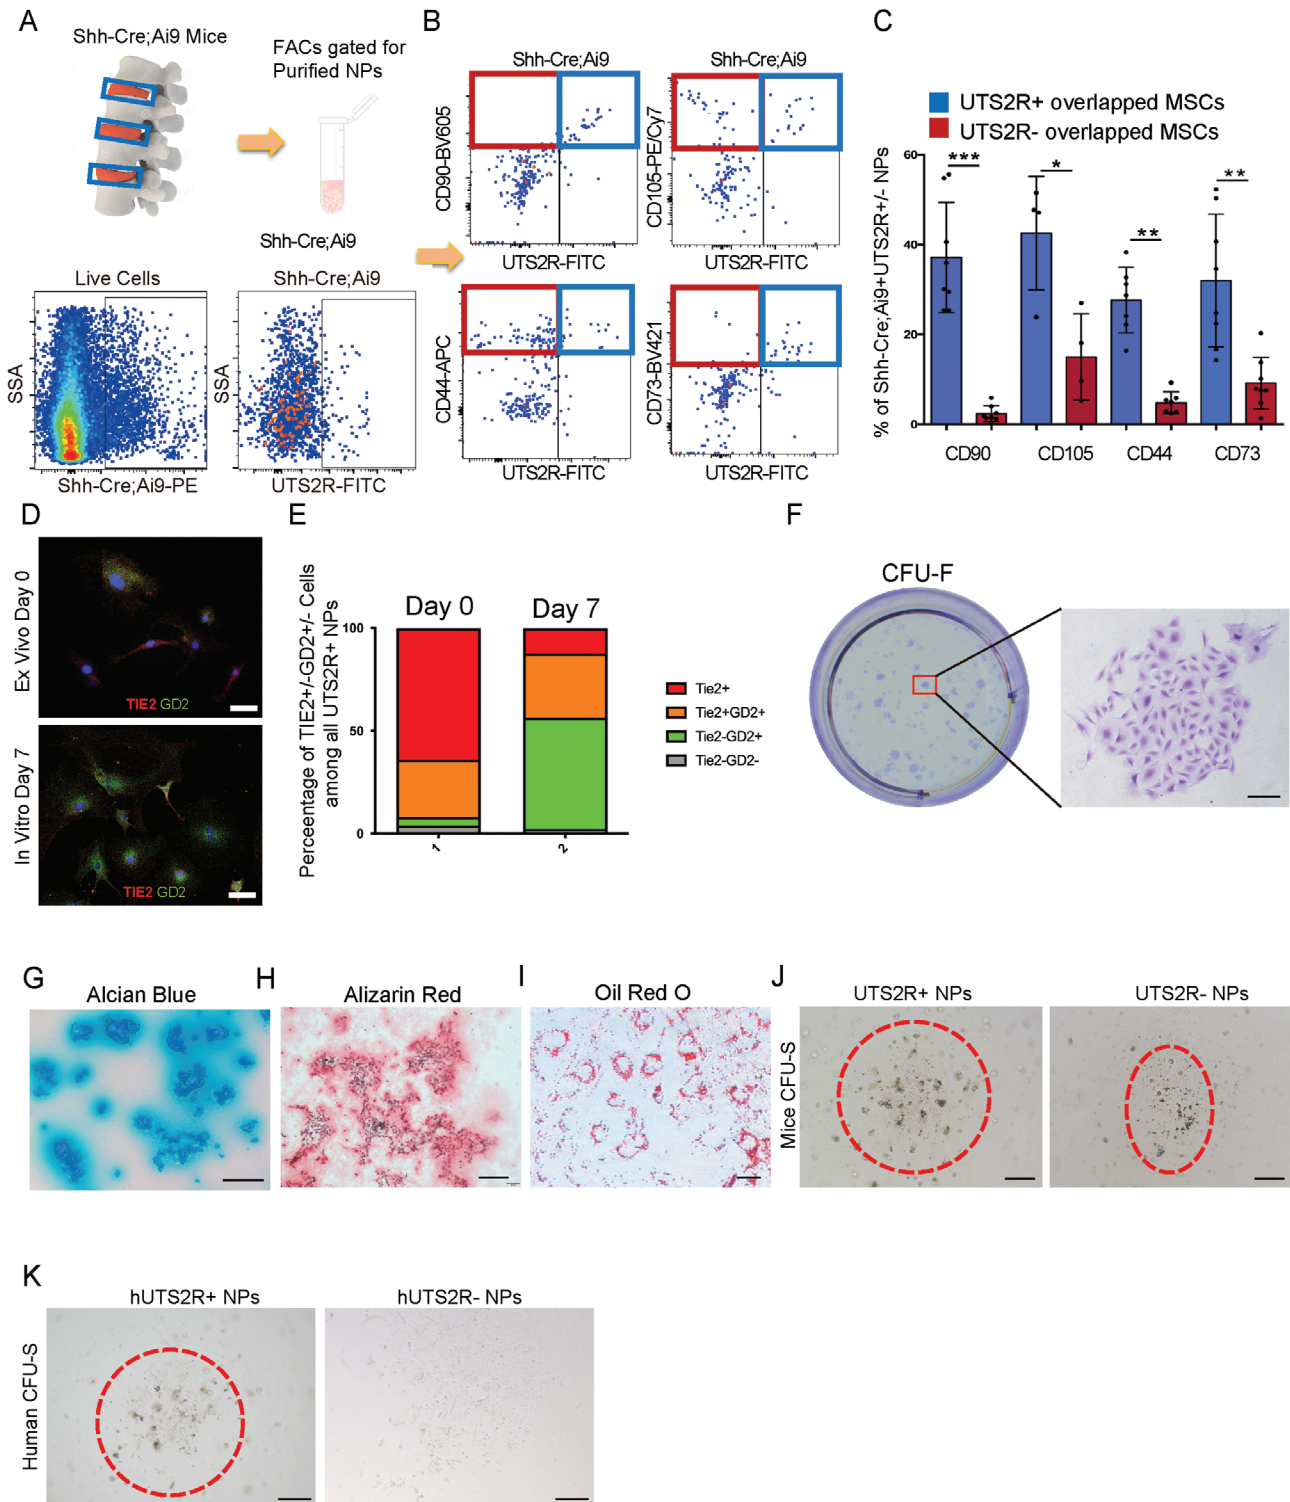 A
Shh-Cre;Ai9 Mice
FACs gated for
Purified NPs
Shh-Cre;Ai9
Live Cells
SSA
Shh-Cre;Ai9-PE
Shh-Cre;Ai9
SSA
UTS2R-FITC
B
Shh-Cre;Ai9
CD90-BV605
UTS2R-FITC
Shh-Cre;Ai9
CD105-PE/Cy7
UTS2R-FITC
CD44-APC
UTS2R-FITC
CD73-BV421
UTS2R-FITC
C
UTS2R+ overlapped MSCs
UTS2R- overlapped MSCs
% of Shh-Cre;Ai9+UTS2R+/- NPs
60
40
20
0
***
*
**
**
CD90
CD105
CD44
CD73
D
Ex Vivo Day 0
TIE2 GD2
In Vitro Day 7
TIE2 GD2
E
Perceentage of TIE2+/-GD2+/- Cells
among all UTS2R+ NPs
Day 0
Day 7
100
50
0
1
2
Tie2+
Tie2+GD2+
Tie2-GD2+
Tie2-GD2-
F
CFU-F
G
Alcian Blue
H
Alizarin Red
I
Oil Red O
J
UTS2R+ NPs
UTS2R- NPs
Mice CFU-S
K
hUTS2R+ NPs
hUTS2R- NPs
Human CFU-S